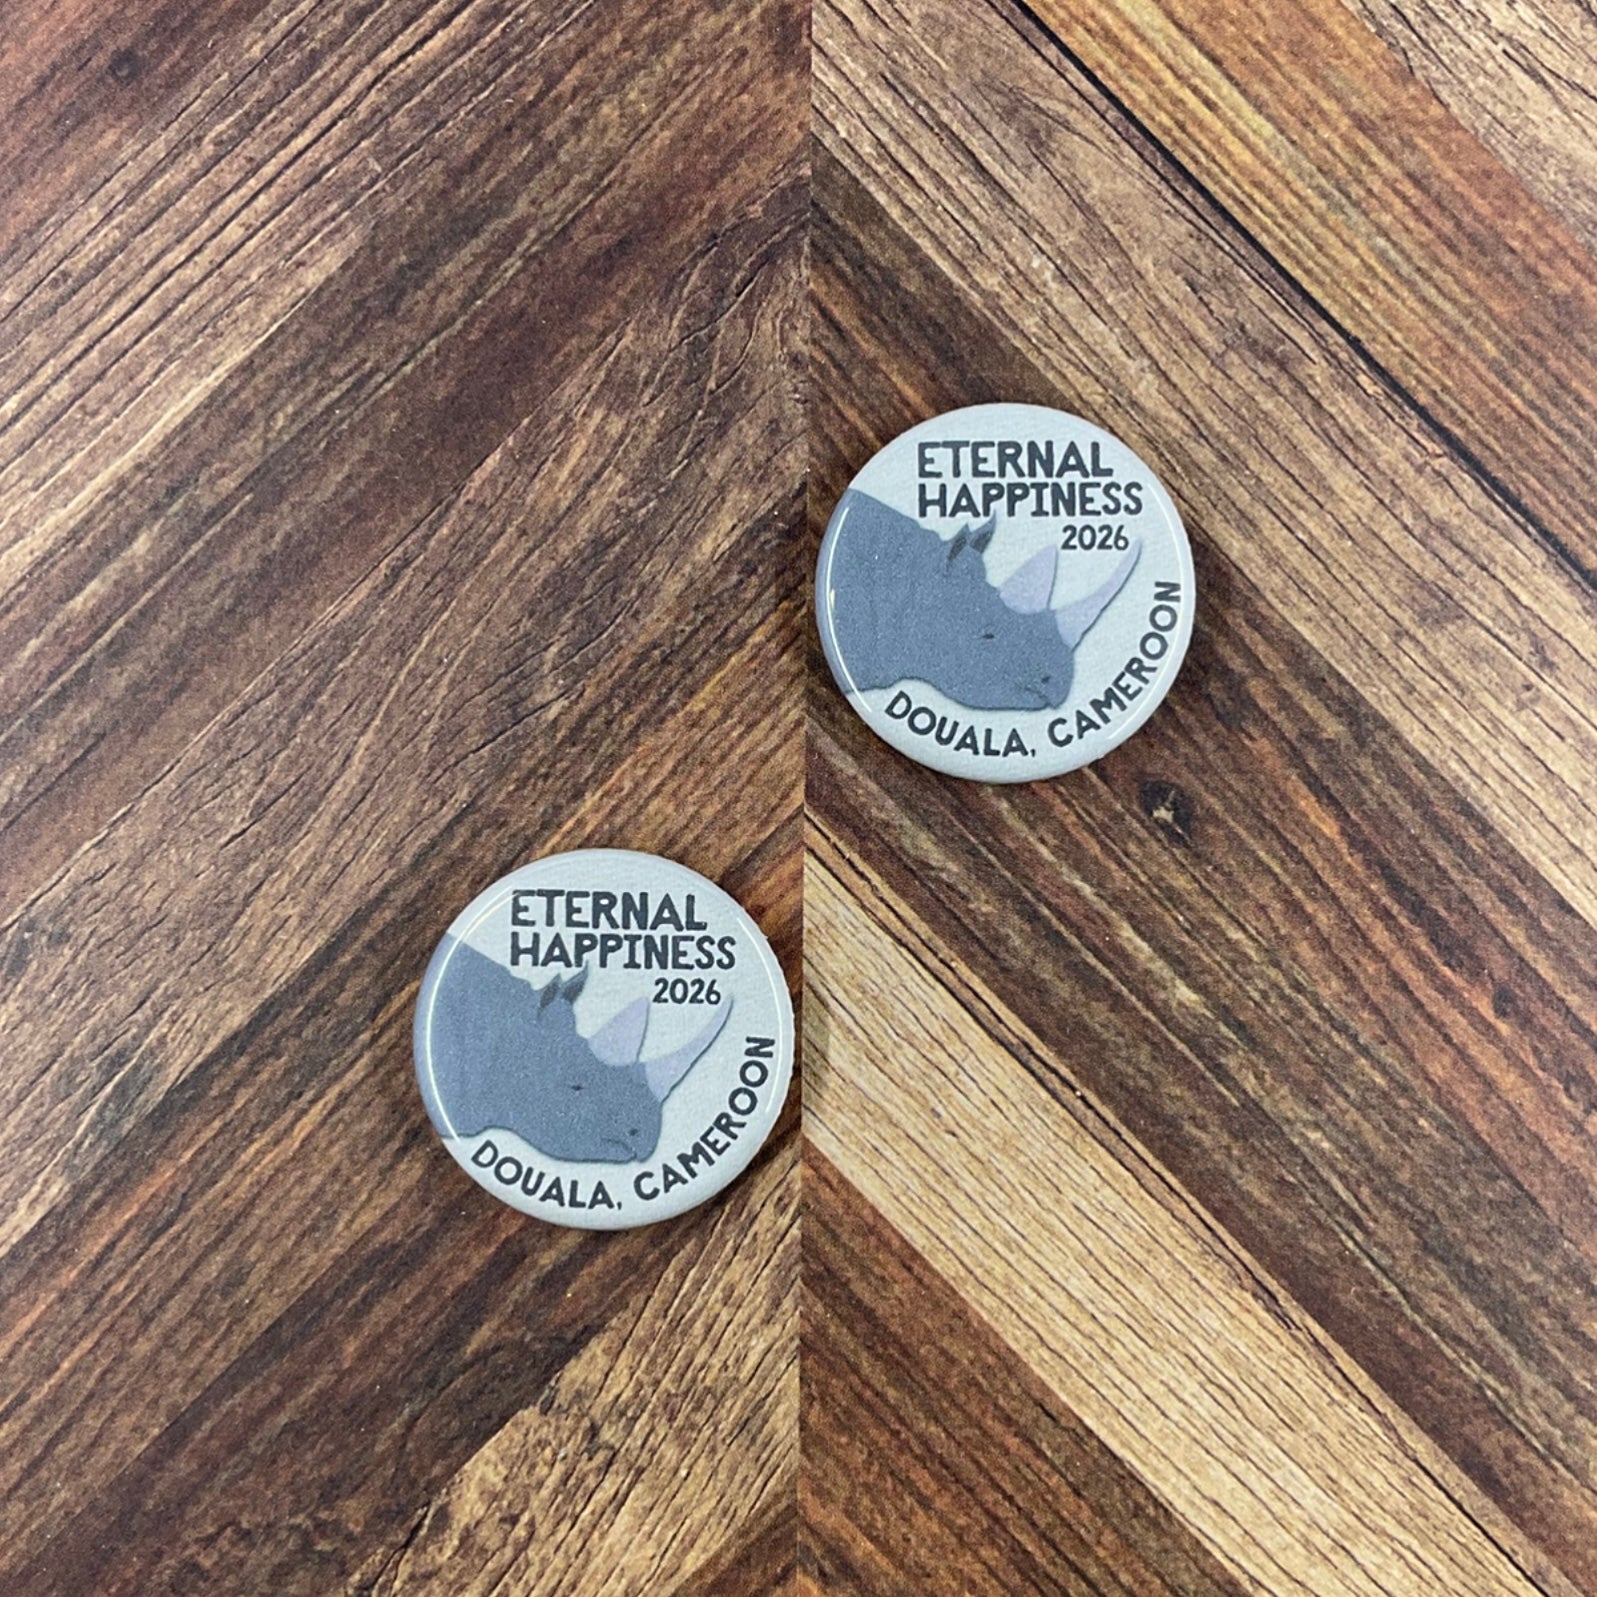 ETERNAL
HAPPINESS
2026
DOUALA, CAMEROON
ETERNAL
HAPPINESS
2026
DOUALA, CAMEROON